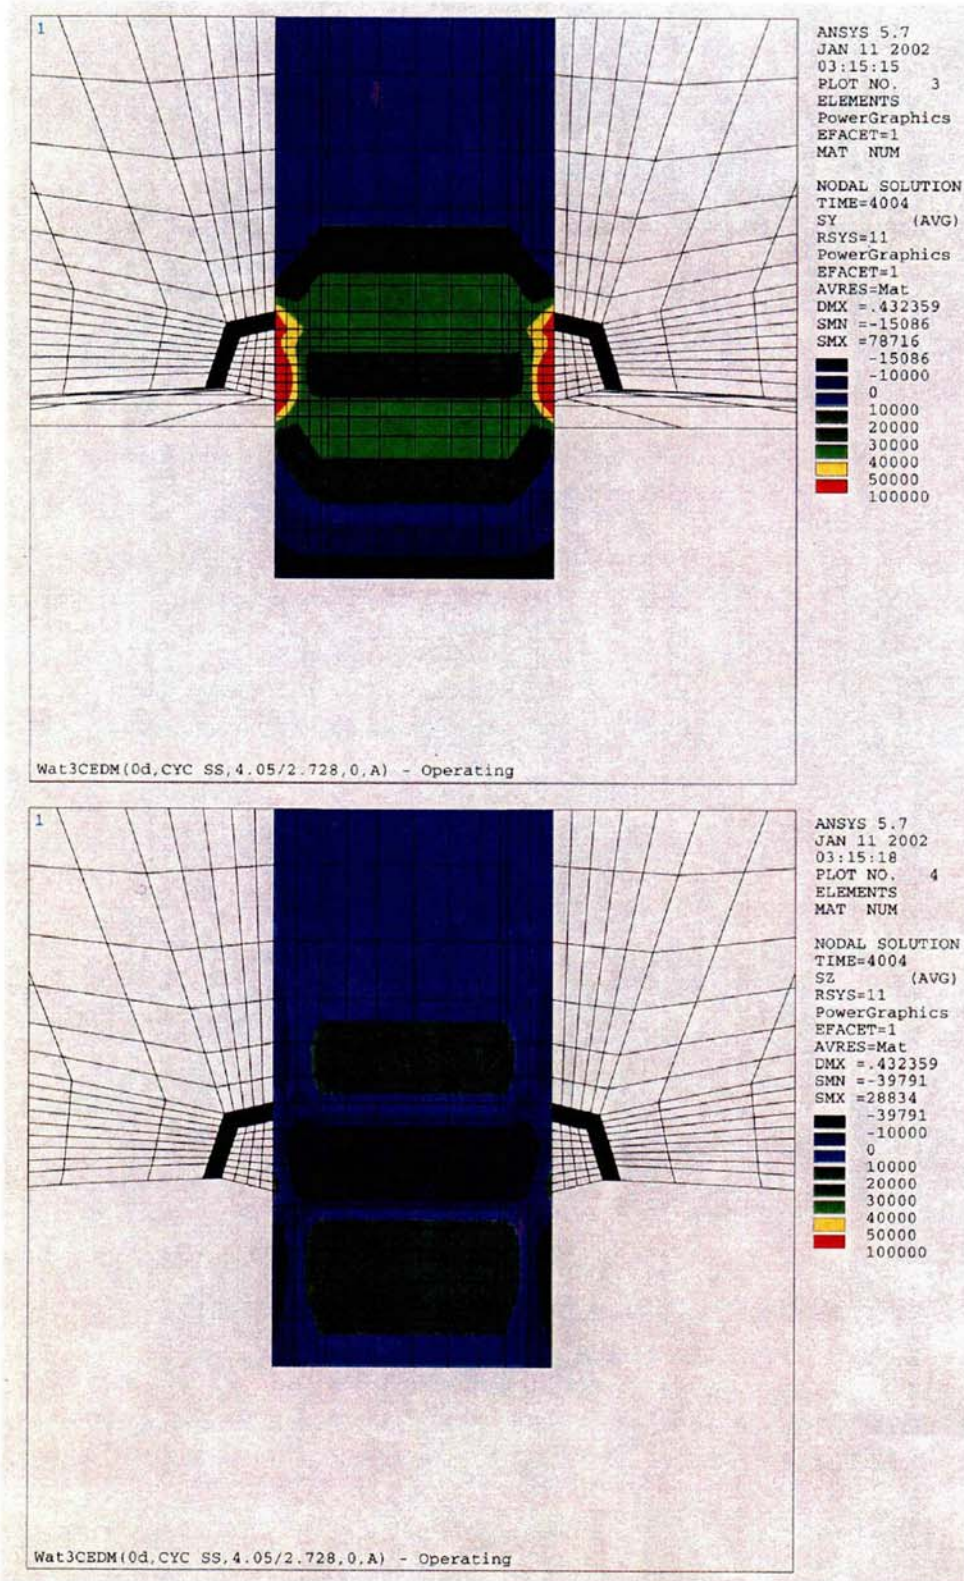 1
ANSYS 5.7
JAN 11 2002
03:15:15
PLOT NO. 3
ELEMENTS
PowerGraphics
EFACET=1
MAT NUM
NODAL SOLUTION
TIME=4004
SY (AVG)
RSYS=11
PowerGraphics
EFACET=1
AVRES=Mat
DMX =.432359
SMN =-15086
SMX =78716
-15086
-10000
0
10000
20000
30000
40000
50000
100000
Wat3CEDM(0d,CYC SS,4.05/2.728,0,A) - Operating
1
ANSYS 5.7
JAN 11 2002
03:15:18
PLOT NO. 4
ELEMENTS
MAT NUM
NODAL SOLUTION
TIME=4004
SZ (AVG)
RSYS=11
PowerGraphics
EFACET=1
AVRES=Mat
DMX =.432359
SMN =-39791
SMX =28834
-39791
-10000
0
10000
20000
30000
40000
50000
100000
Wat3CEDM(0d,CYC SS,4.05/2.728,0,A) - Operating